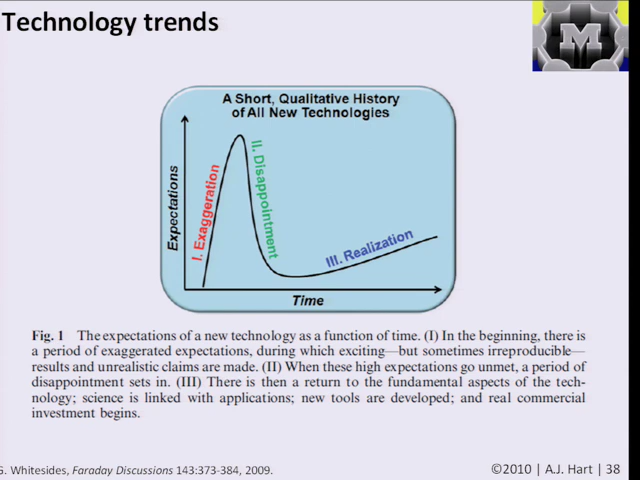 Technology trends
M
A Short, Qualitative History
of All New Technologies
Expectations
I. Exaggeration
II. Disappointment
III. Realization
Time
Fig. 1 The expectations of a new technology as a function of time. (I) In the beginning, there is
a period of exaggerated expectations, during which exciting—but sometimes irreproducible—
results and unrealistic claims are made. (II) When these high expectations go unmet, a period of
disappointment sets in. (III) There is then a return to the fundamental aspects of the tech-
nology; science is linked with applications; new tools are developed; and real commercial
investment begins.
G. Whitesides, Faraday Discussions 143:373-384, 2009.
©2010 | A.J. Hart | 38